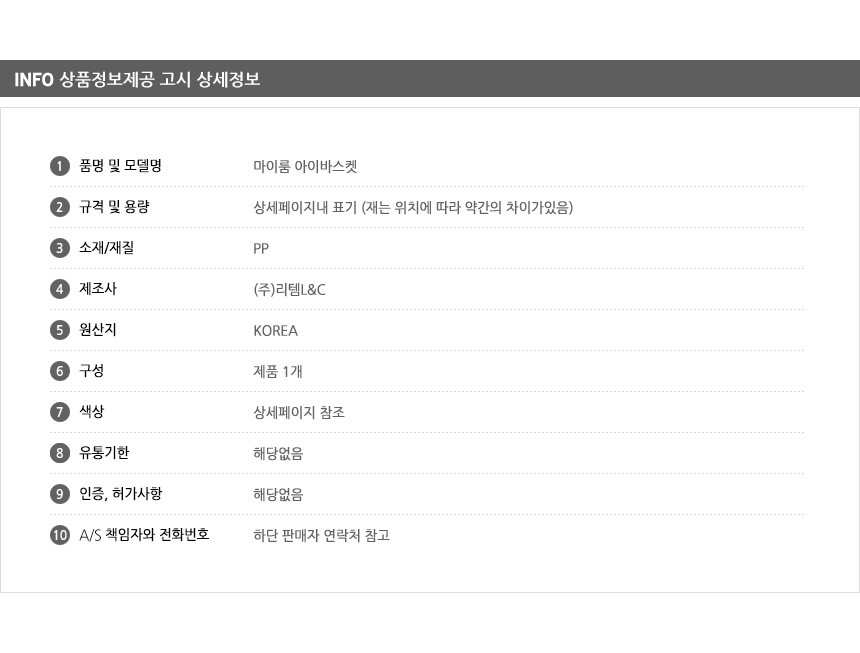 INFO 상품정보제공 고시 상세정보
1 품명 및 모델명 마이룸 아이바스켓
2 규격 및 용량 상세페이지내 표기 (재는 위치에 따라 약간의 차이가있음)
3 소재/재질 PP
4 제조사 (주)리템L&C
5 원산지 KOREA
6 구성 제품 1개
7 색상 상세페이지 참조
8 유통기한 해당없음
9 인증, 허가사항 해당없음
10 A/S 책임자와 전화번호 하단 판매자 연락처 참고